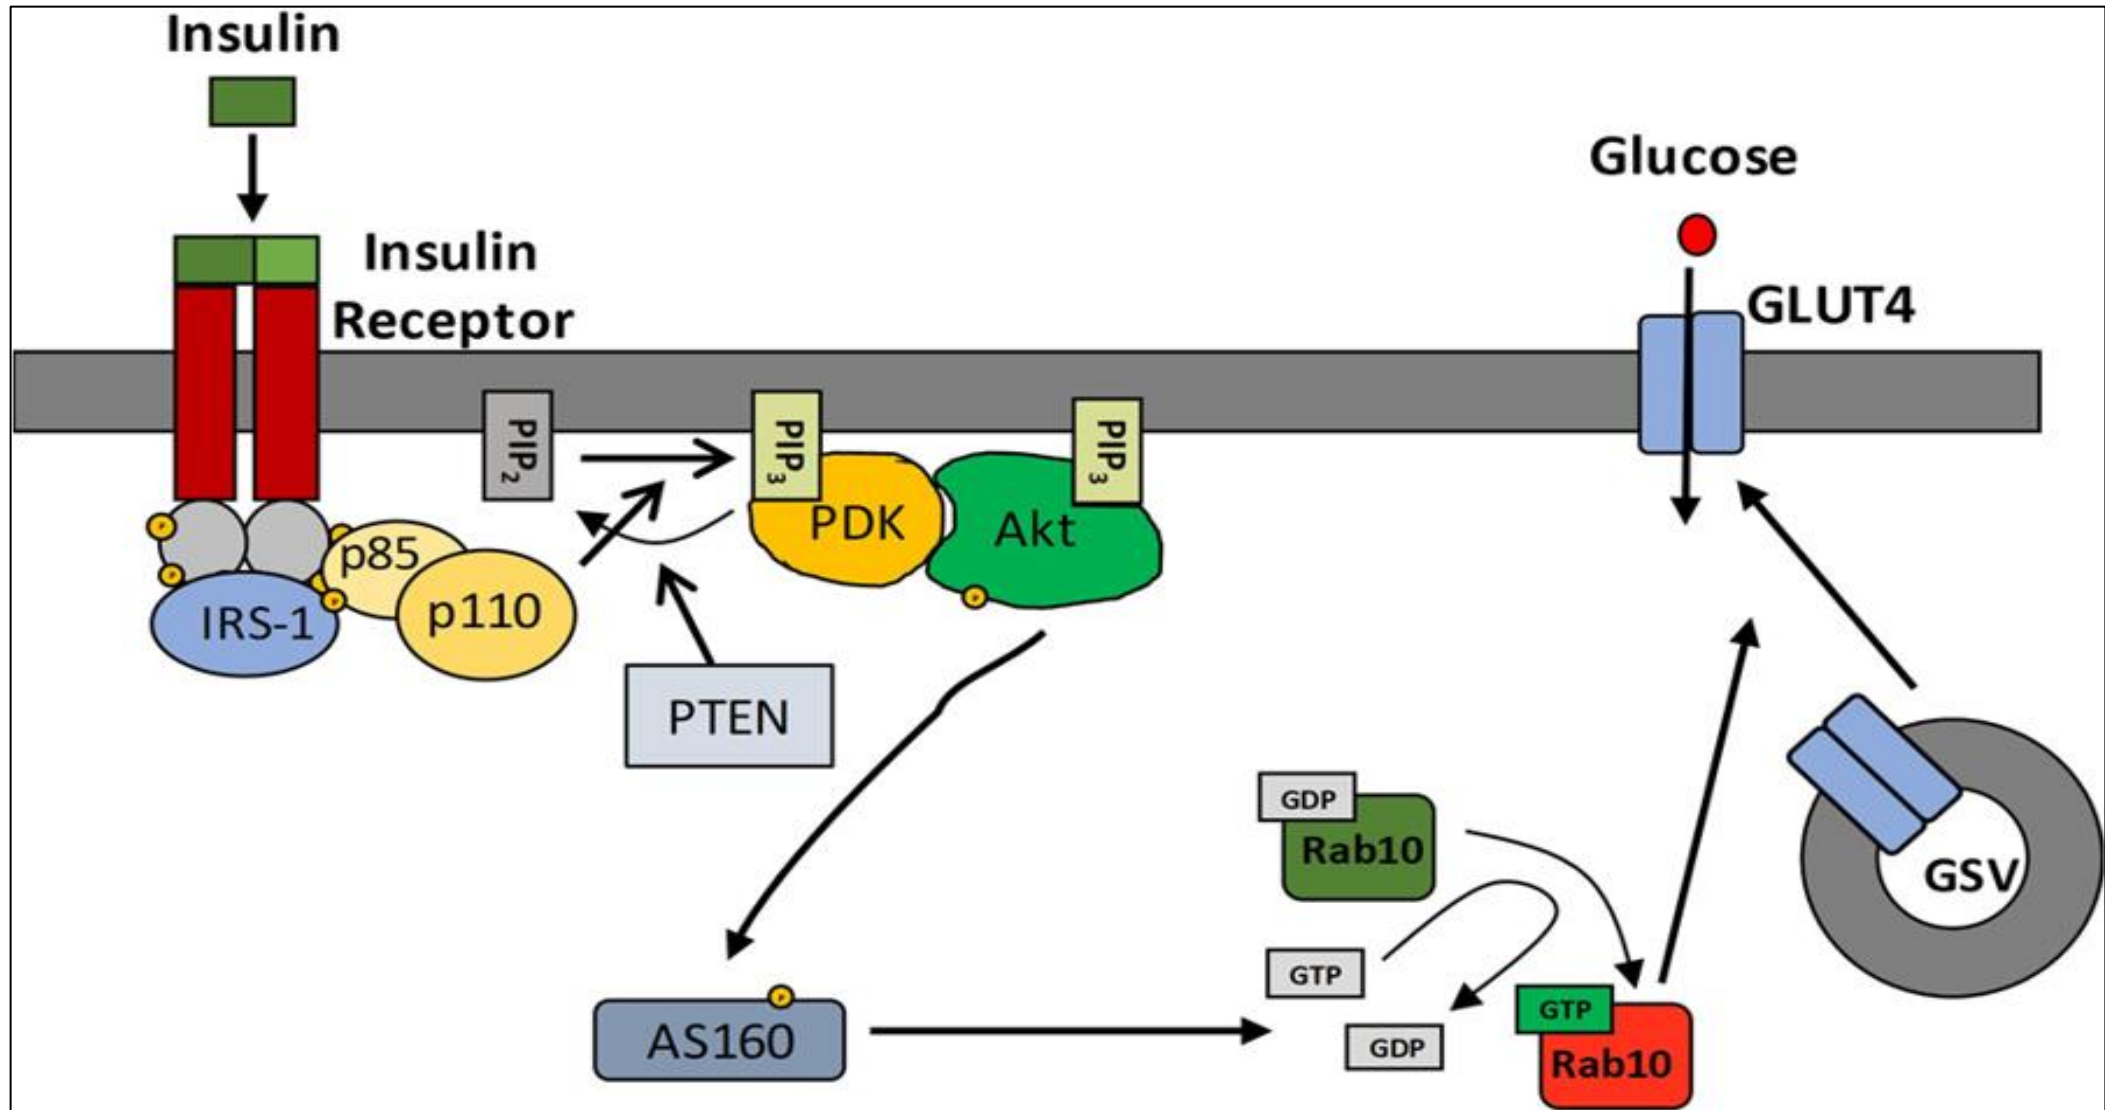 Insulin
Glucose
Insulin
Receptor
GLUT4
PIP2
PIP3
PIP3
PDK
Akt
P
P
P
P
p85
IRS-1
p110
PTEN
GDP
Rab10
GSV
GTP
P
AS160
GDP
GTP
Rab10